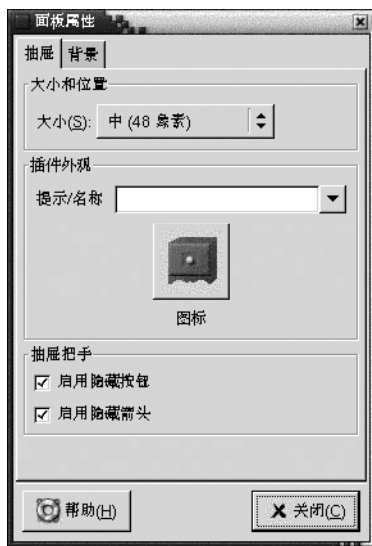 面板属性
抽屉 背景
大小和位置
大小(S): 中 (48 象素)
插件外观
提示/名称
图标
抽屉把手
启用隐藏按钮
启用隐藏箭头
帮助(H) 关闭(C)